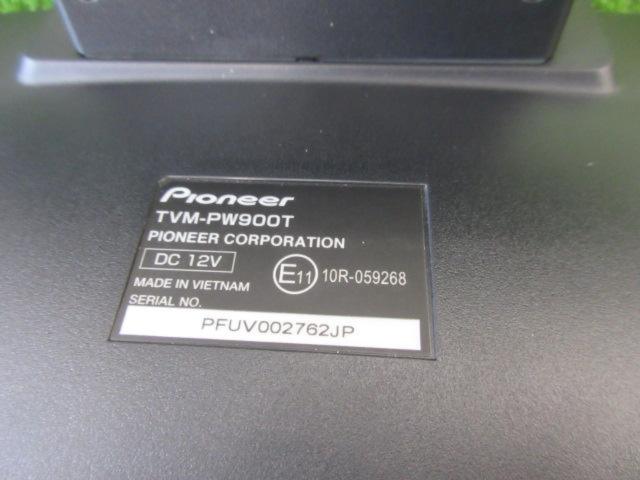 Pioneer
TVM-PW900T
PIONEER CORPORATION
DC 12V
E11 10R-059268
MADE IN VIETNAM
SERIAL NO.
PFUV002762JP